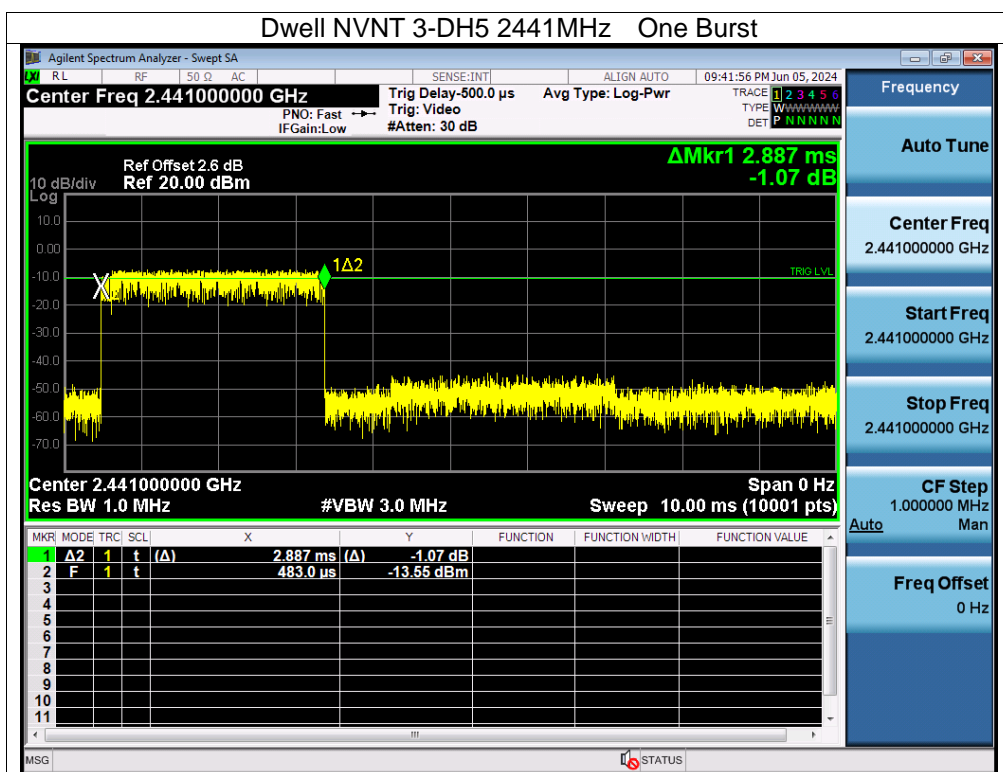 Dwell NVNT 3-DH5 2441MHz One Burst
Agilent Spectrum Analyzer - Swept SA
LXI RL RF 50 Ω AC SENSE:INT ALIGN AUTO 09:41:56 PM Jun 05, 2024
Center Freq 2.441000000 GHz Trig Delay-500.0 µs Avg Type: Log-Pwr TRACE 1 2 3 4 5 6
PNO: Fast Trig: Video TYPE WWWWWW
IFGain:Low #Atten: 30 dB DET P N N N N N
ΔMkr1 2.887 ms
-1.07 dB
Ref Offset 2.6 dB
10 dB/div Ref 20.00 dBm
Log
10.0
0.00
1Δ2
-10.0 TRIG LVL
-20.0
-30.0
-40.0
-50.0
-60.0
-70.0
Center 2.441000000 GHz Span 0 Hz
Res BW 1.0 MHz #VBW 3.0 MHz Sweep 10.00 ms (10001 pts)
MKR MODE TRC SCL X Y FUNCTION FUNCTION WIDTH FUNCTION VALUE
1 Δ2 1 t (Δ) 2.887 ms (Δ) -1.07 dB
2 F 1 t 483.0 µs -13.55 dBm
3
4
5
6
7
8
9
10
11
MSG STATUS
Frequency
Auto Tune
Center Freq
2.441000000 GHz
Start Freq
2.441000000 GHz
Stop Freq
2.441000000 GHz
CF Step
1.000000 MHz
Auto Man
Freq Offset
0 Hz